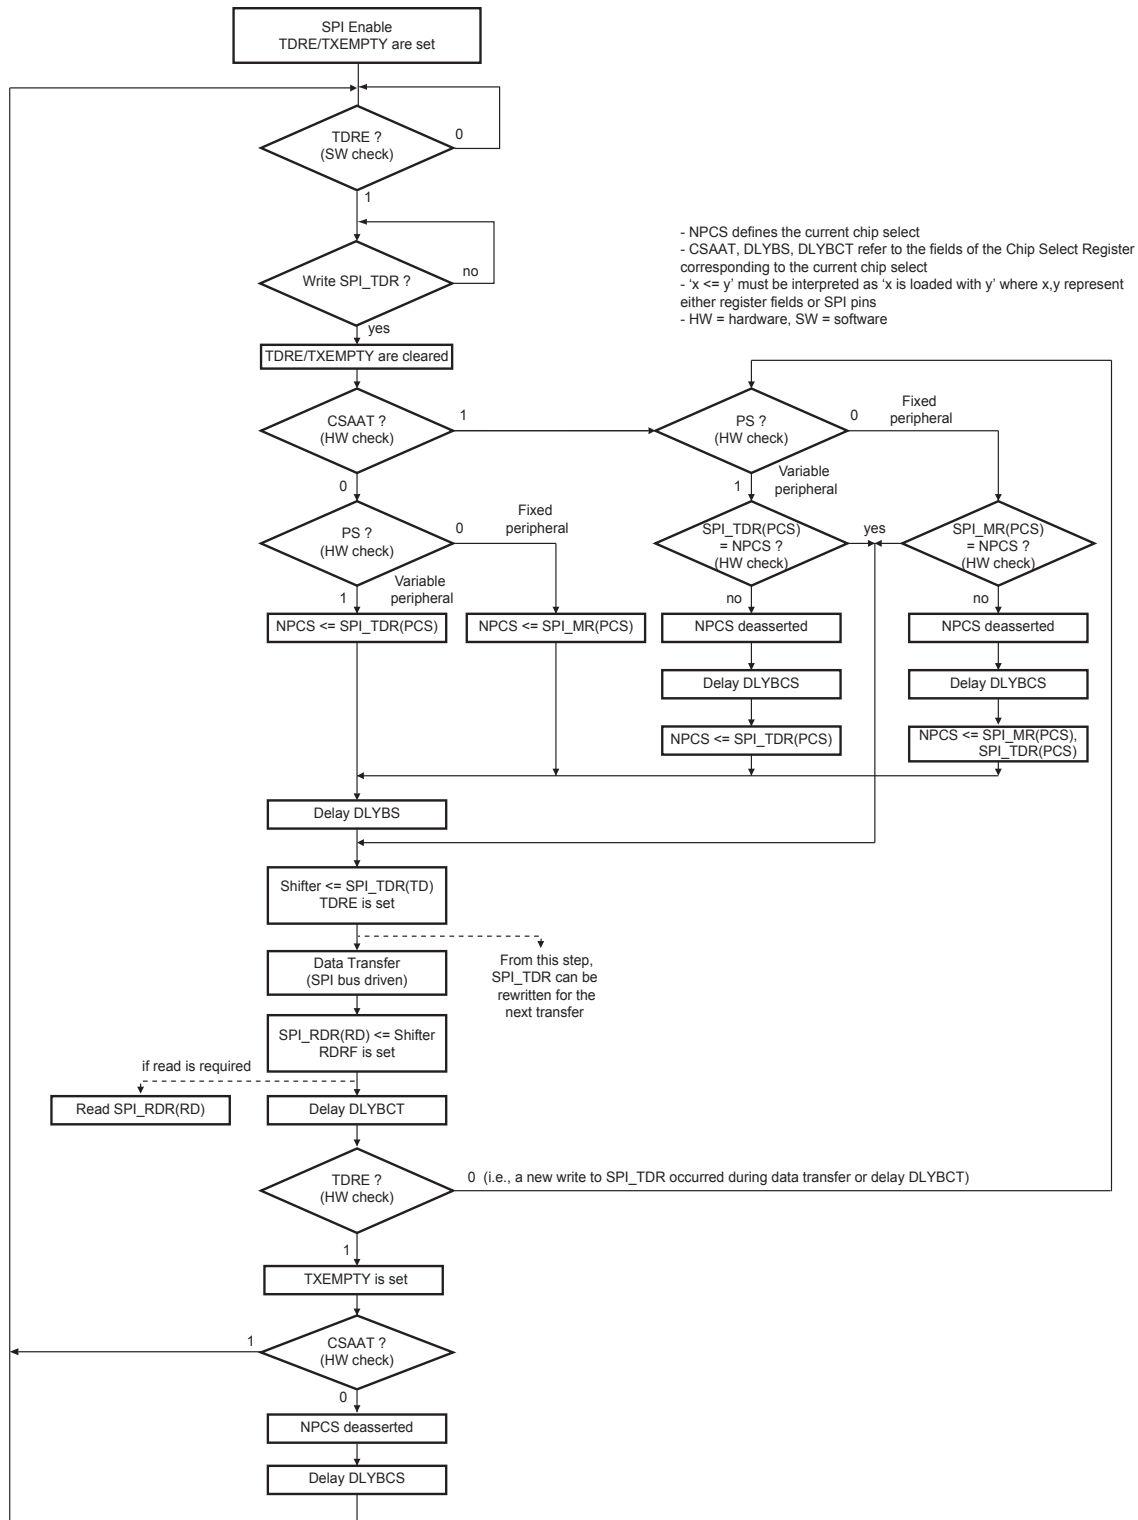 SPI Enable
TDRE/TXEMPTY are set
TDRE ?
(SW check)
0
1
Write SPI_TDR ?
no
yes
- NPCS defines the current chip select
- CSAAT, DLYBS, DLYBCT refer to the fields of the Chip Select Register
corresponding to the current chip select
- ‘x <= y’ must be interpreted as ‘x is loaded with y’ where x,y represent
either register fields or SPI pins
- HW = hardware, SW = software
TDRE/TXEMPTY are cleared
CSAAT ?
(HW check)
1
0
PS ?
(HW check)
0
Fixed
peripheral
1
Variable
peripheral
PS ?
(HW check)
0
Fixed
peripheral
1
Variable
peripheral
SPI_TDR(PCS)
= NPCS ?
(HW check)
yes
no
SPI_MR(PCS)
= NPCS ?
(HW check)
no
NPCS <= SPI_TDR(PCS)
NPCS <= SPI_MR(PCS)
NPCS deasserted
NPCS deasserted
Delay DLYBCS
Delay DLYBCS
NPCS <= SPI_TDR(PCS)
NPCS <= SPI_MR(PCS),
SPI_TDR(PCS)
Delay DLYBS
Shifter <= SPI_TDR(TD)
TDRE is set
Data Transfer
(SPI bus driven)
From this step,
SPI_TDR can be
rewritten for the
next transfer
SPI_RDR(RD) <= Shifter
RDRF is set
if read is required
Read SPI_RDR(RD)
Delay DLYBCT
TDRE ?
(HW check)
0 (i.e., a new write to SPI_TDR occurred during data transfer or delay DLYBCT)
1
TXEMPTY is set
CSAAT ?
(HW check)
1
0
NPCS deasserted
Delay DLYBCS